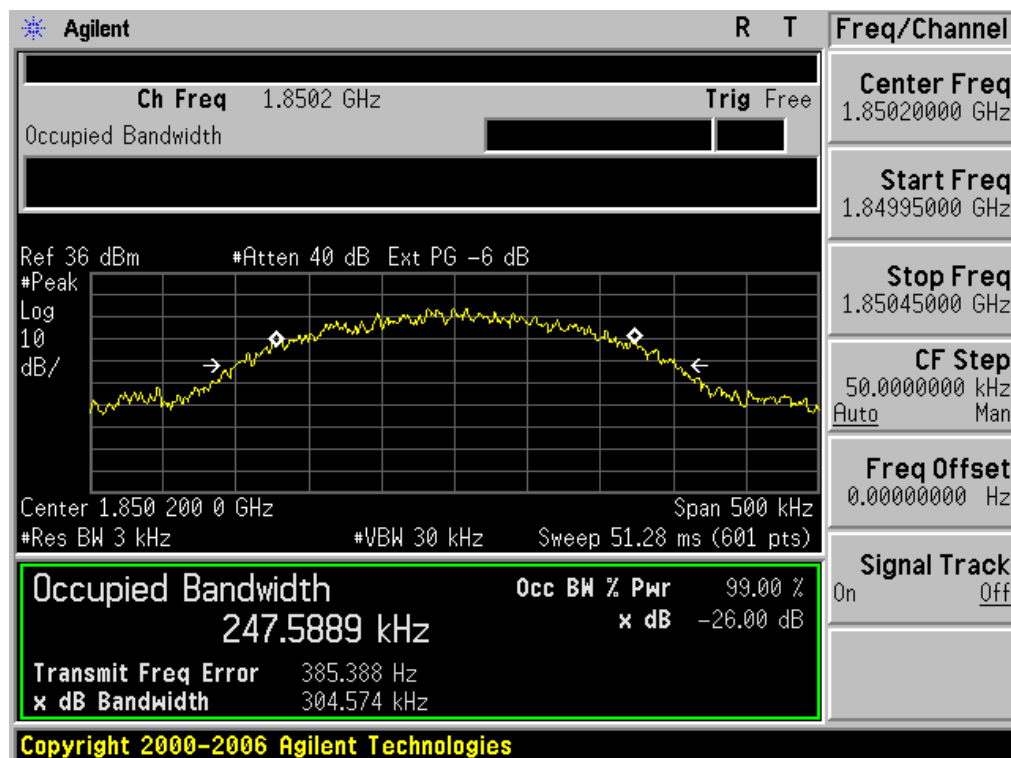 Agilent R T
Ch Freq 1.8502 GHz Trig Free
Occupied Bandwidth
Ref 36 dBm #Atten 40 dB Ext PG -6 dB
#Peak
Log
10
dB/
Center 1.850 200 0 GHz Span 500 kHz
#Res BW 3 kHz #VBW 30 kHz Sweep 51.28 ms (601 pts)
Occupied Bandwidth Occ BW % Pwr 99.00 %
247.5889 kHz x dB -26.00 dB
Transmit Freq Error 385.388 Hz
x dB Bandwidth 304.574 kHz
Copyright 2000-2006 Agilent Technologies
Freq/Channel
Center Freq
1.85020000 GHz
Start Freq
1.84995000 GHz
Stop Freq
1.85045000 GHz
CF Step
50.0000000 kHz
Auto Man
Freq Offset
0.00000000 Hz
Signal Track
On Off